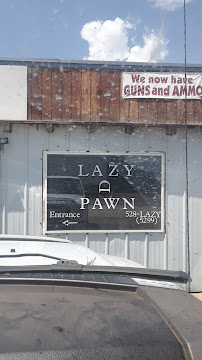 We now have
GUNS and AMMO
LAZY
D
PAWN
Entrance 528-LAZY
(5299)